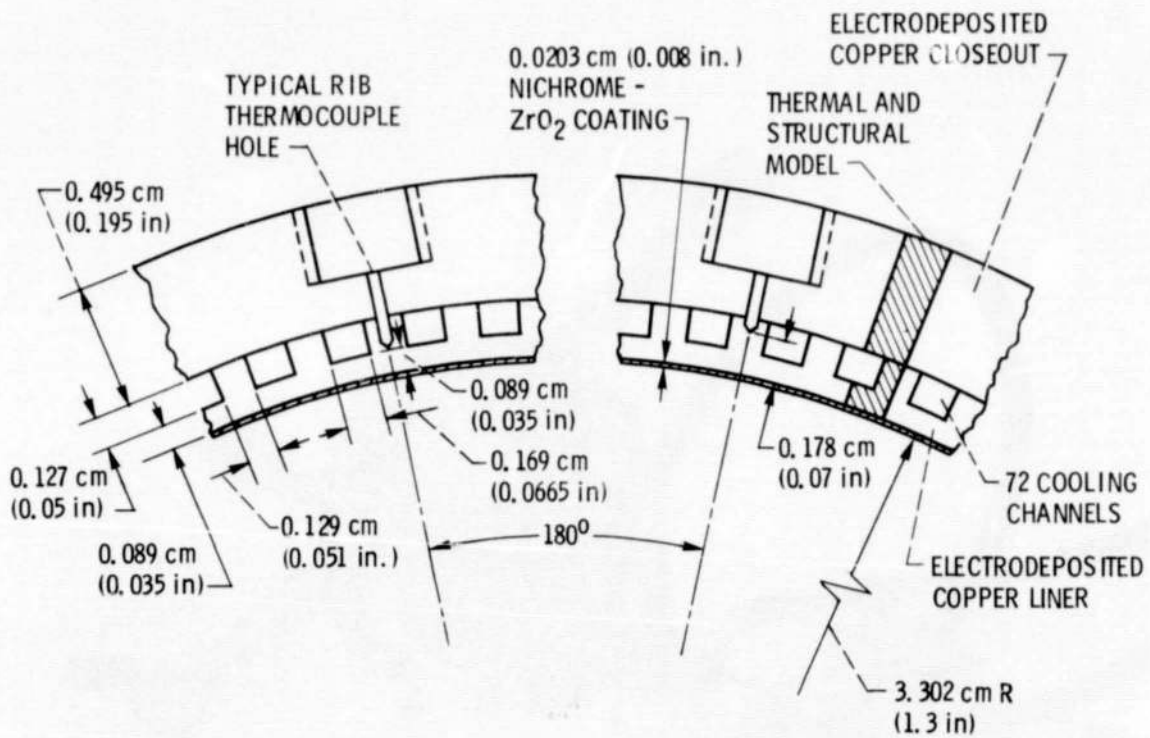 ELECTRODEPOSITED
COPPER CLOSEOUT
0.0203 cm (0.008 in.)
NICHROME -
ZrO2 COATING
TYPICAL RIB
THERMOCOUPLE
HOLE
THERMAL AND
STRUCTURAL
MODEL
0.495 cm
(0.195 in)
0.089 cm
(0.035 in)
0.169 cm
(0.0665 in)
0.178 cm
(0.07 in)
0.127 cm
(0.05 in)
0.129 cm
(0.051 in.)
0.089 cm
(0.035 in)
180°
72 COOLING
CHANNELS
ELECTRODEPOSITED
COPPER LINER
3.302 cm R
(1.3 in)